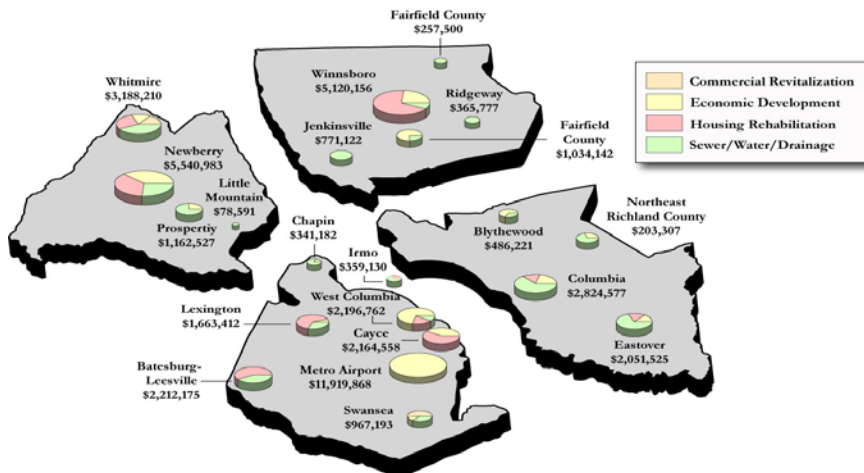 Fairfield County
$257,500
Whitmire
$3,188,210
Winnsboro
$5,120,156
Ridgeway
$365,777
Jenkinsville
$771,122
Fairfield
County
$1,034,142
Commercial Revitalization
Economic Development
Housing Rehabilitation
Sewer/Water/Drainage
Newberry
$5,540,983
Little
Mountain
$78,591
Prospertiy
$1,162,527
Chapin
$341,182
Irmo
$359,130
Blythewood
$486,221
Northeast
Richland County
$203,307
Lexington
$1,663,412
West Columbia
$2,196,762
Cayce
$2,164,558
Columbia
$2,824,577
Eastover
$2,051,525
Batesburg-
Leesville
$2,212,175
Metro Airport
$11,919,868
Swansea
$967,193